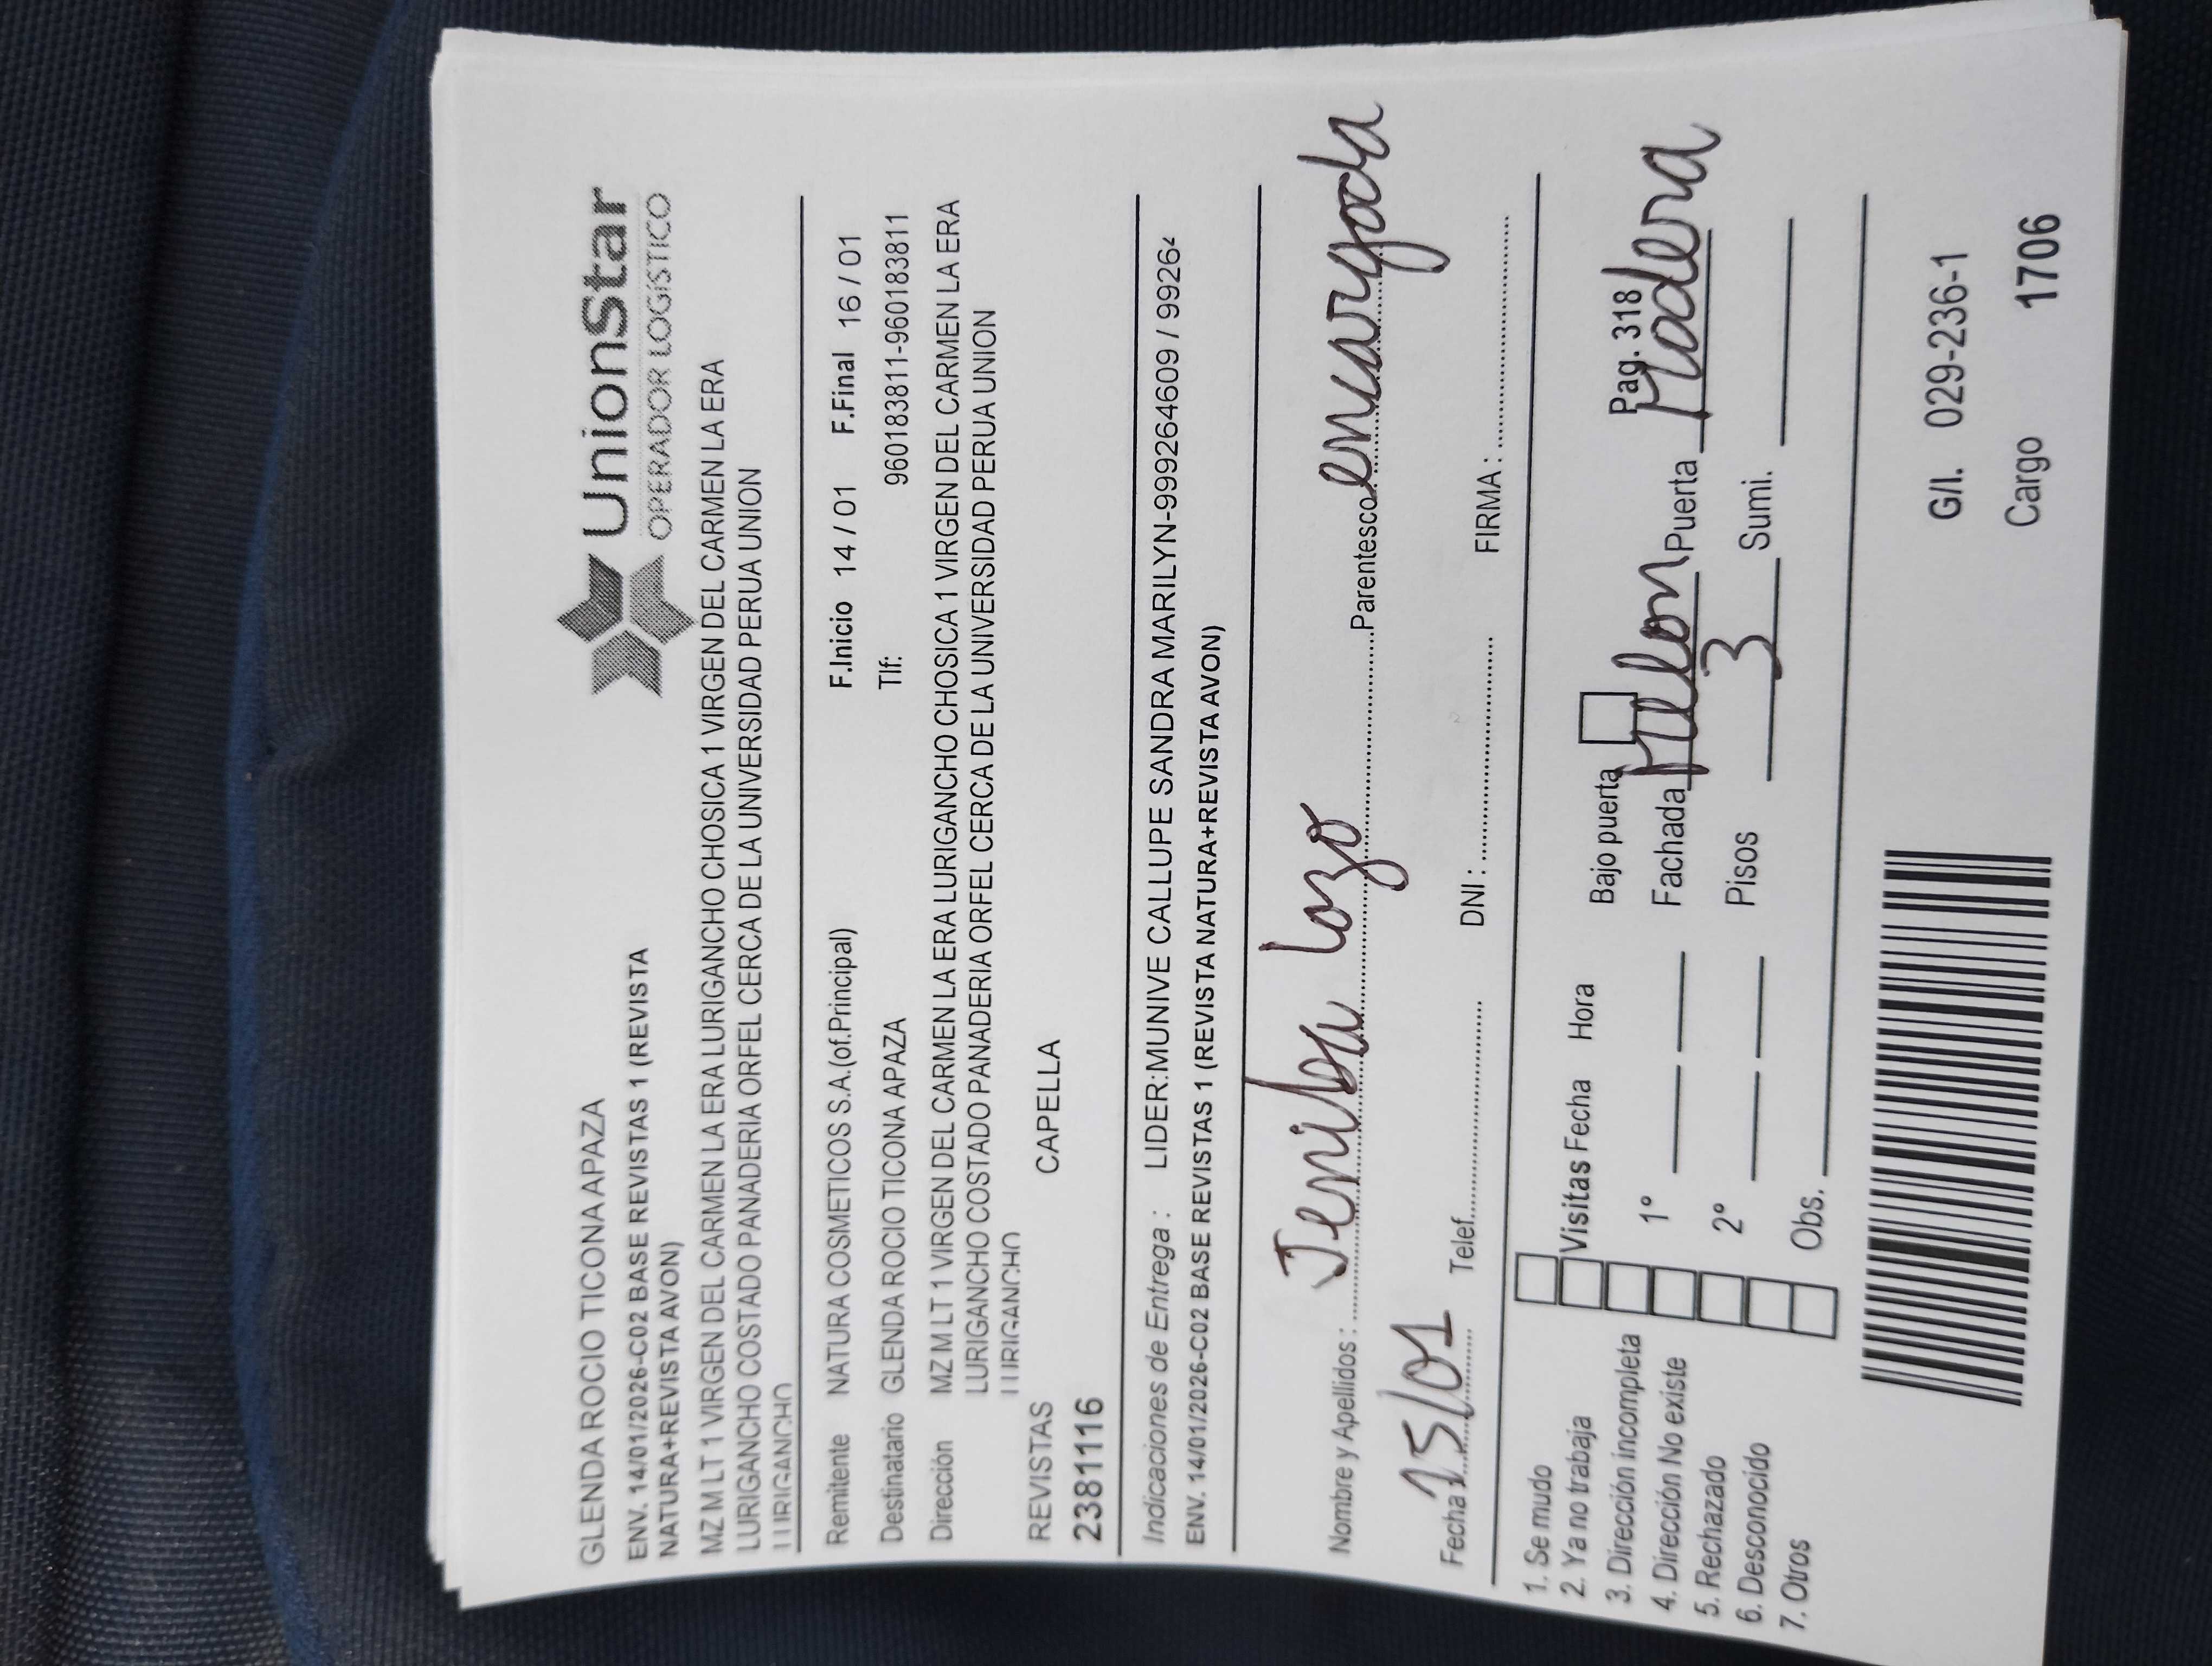 GLENDA ROCIO TICONA APAZA
UnionStar
OPERADOR LOGÍSTICO
ENV. 14/01/2026-C02 BASE REVISTAS 1 (REVISTA
NATURA+REVISTA AVON)
MZ M LT 1 VIRGEN DEL CARMEN LA ERA LURIGANCHO CHOSICA 1 VIRGEN DEL CARMEN LA ERA
LURIGANCHO COSTADO PANADERIA ORFEL CERCA DE LA UNIVERSIDAD PERUA UNION
LURIGANCHO
Remitente NATURA COSMETICOS S.A.(of.Principal) F.Inicio 14 / 01 F.Final 16 / 01
Destinatario GLENDA ROCIO TICONA APAZA Tlf: 960183811-960183811
Dirección MZ M LT 1 VIRGEN DEL CARMEN LA ERA LURIGANCHO CHOSICA 1 VIRGEN DEL CARMEN LA ERA
LURIGANCHO COSTADO PANADERIA ORFEL CERCA DE LA UNIVERSIDAD PERUA UNION
LURIGANCHO
REVISTAS CAPELLA
2381116
Indicaciones de Entrega : LIDER:MUNIVE CALLUPE SANDRA MARILYN-999264609 / 99264
ENV. 14/01/2026-C02 BASE REVISTAS 1 (REVISTA NATURA+REVISTA AVON)
Nombre y Apellidos : lozo Parentesco encargada
Fecha 15/01 Telef. DNI : FIRMA :
1. Se mudo
2. Ya no trabaja Visitas Fecha Hora Bajo puerta Pag. 318
3. Dirección incompleta
4. Dirección No existe 1º Fachada Melon Puerta Madera
5. Rechazado
6. Desconocido 2º Pisos 3 Sumi.
7. Otros Obs.
G/I. 029-236-1
Cargo 1706